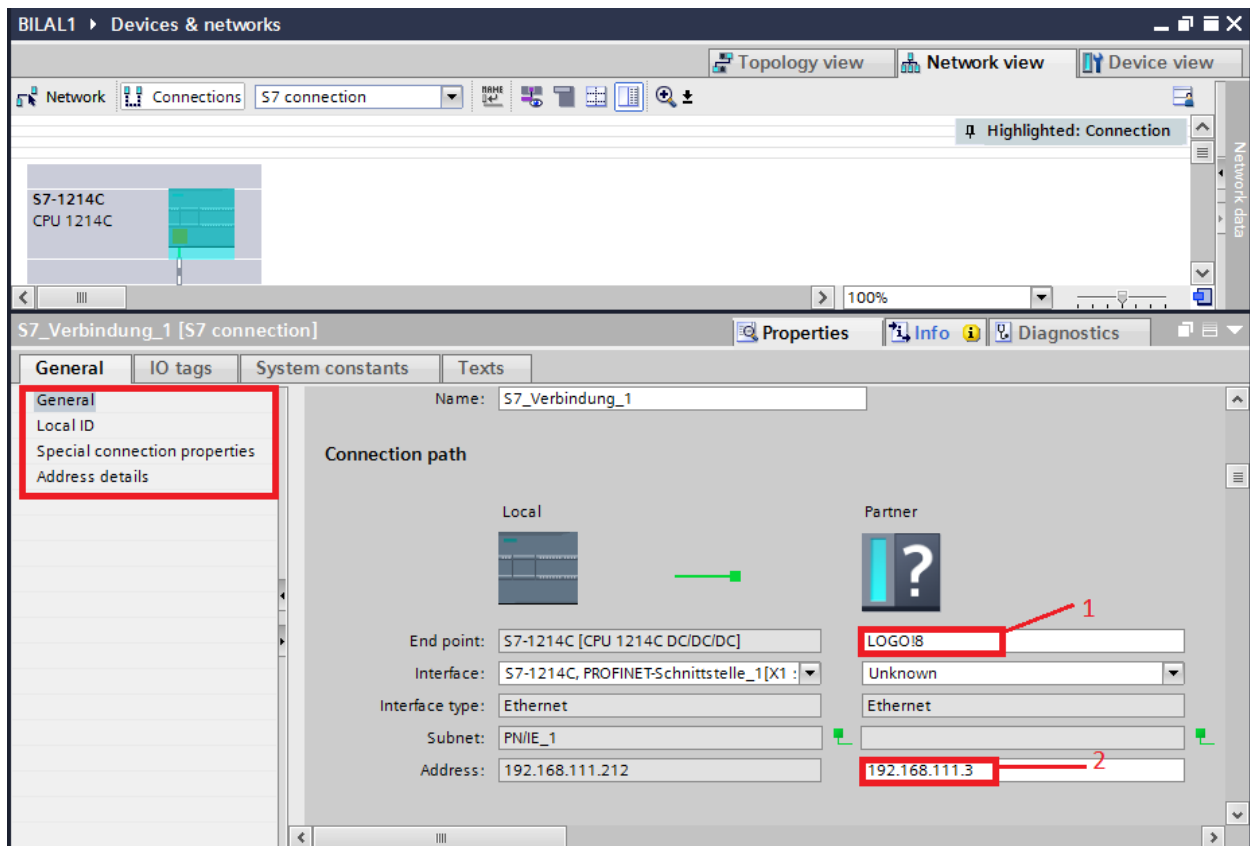 BILAL1 ▸ Devices & networks
Topology view Network view Device view
Network Connections S7 connection NAME
Highlighted: Connection
Network data
S7-1214C
CPU 1214C
100%
S7_Verbindung_1 [S7 connection] Properties Info Diagnostics
General IO tags System constants Texts
General
Local ID
Special connection properties
Address details
Name: S7_Verbindung_1
Connection path
Local Partner
?
1
End point: S7-1214C [CPU 1214C DC/DC/DC] LOGO!8
Interface: S7-1214C, PROFINET-Schnittstelle_1[X1 : Unknown
Interface type: Ethernet Ethernet
Subnet: PN/IE_1
2
Address: 192.168.111.212 192.168.111.3